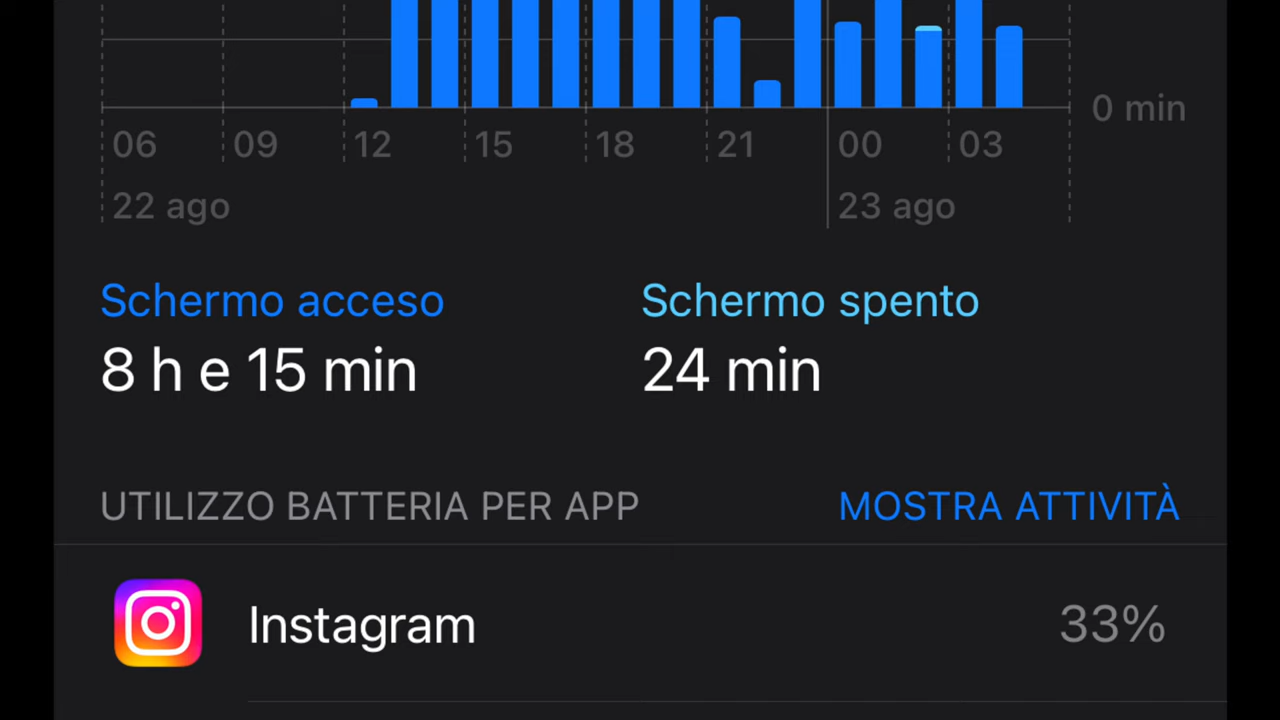 0 min
06 09 12 15 18 21 00 03
22 ago 23 ago
Schermo acceso Schermo spento
8 h e 15 min 24 min
UTILIZZO BATTERIA PER APP MOSTRA ATTIVITÀ
Instagram 33%